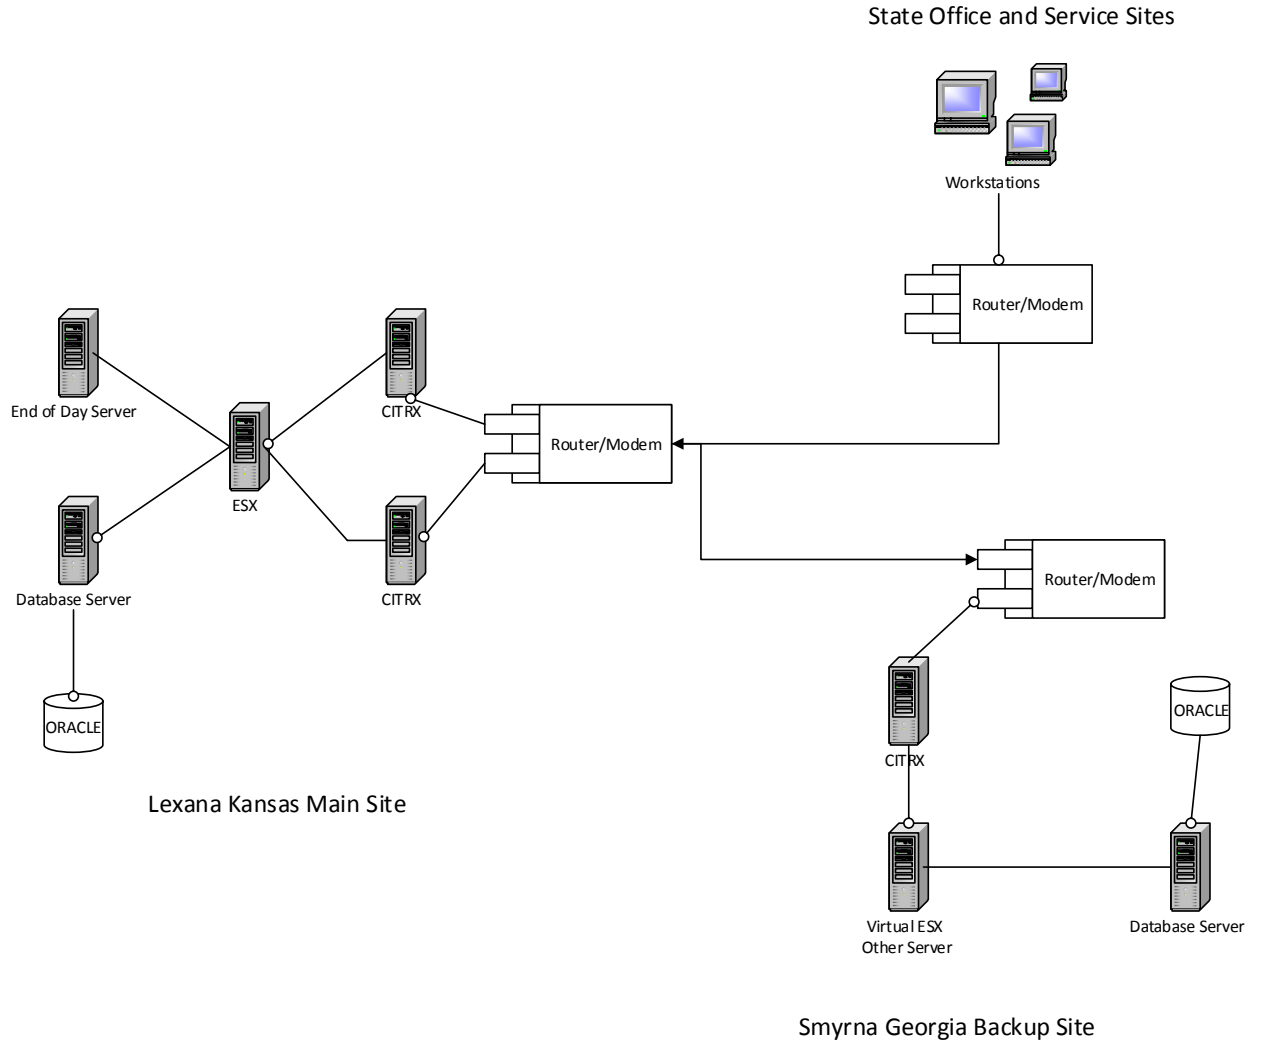 State Office and Service Sites
Workstations
Router/Modem
End of Day Server
CITRX
Router/Modem
ESX
Database Server
CITRX
Router/Modem
ORACLE
ORACLE
CITRX
Lexana Kansas Main Site
Virtual ESX
Other Server
Database Server
Smyrna Georgia Backup Site